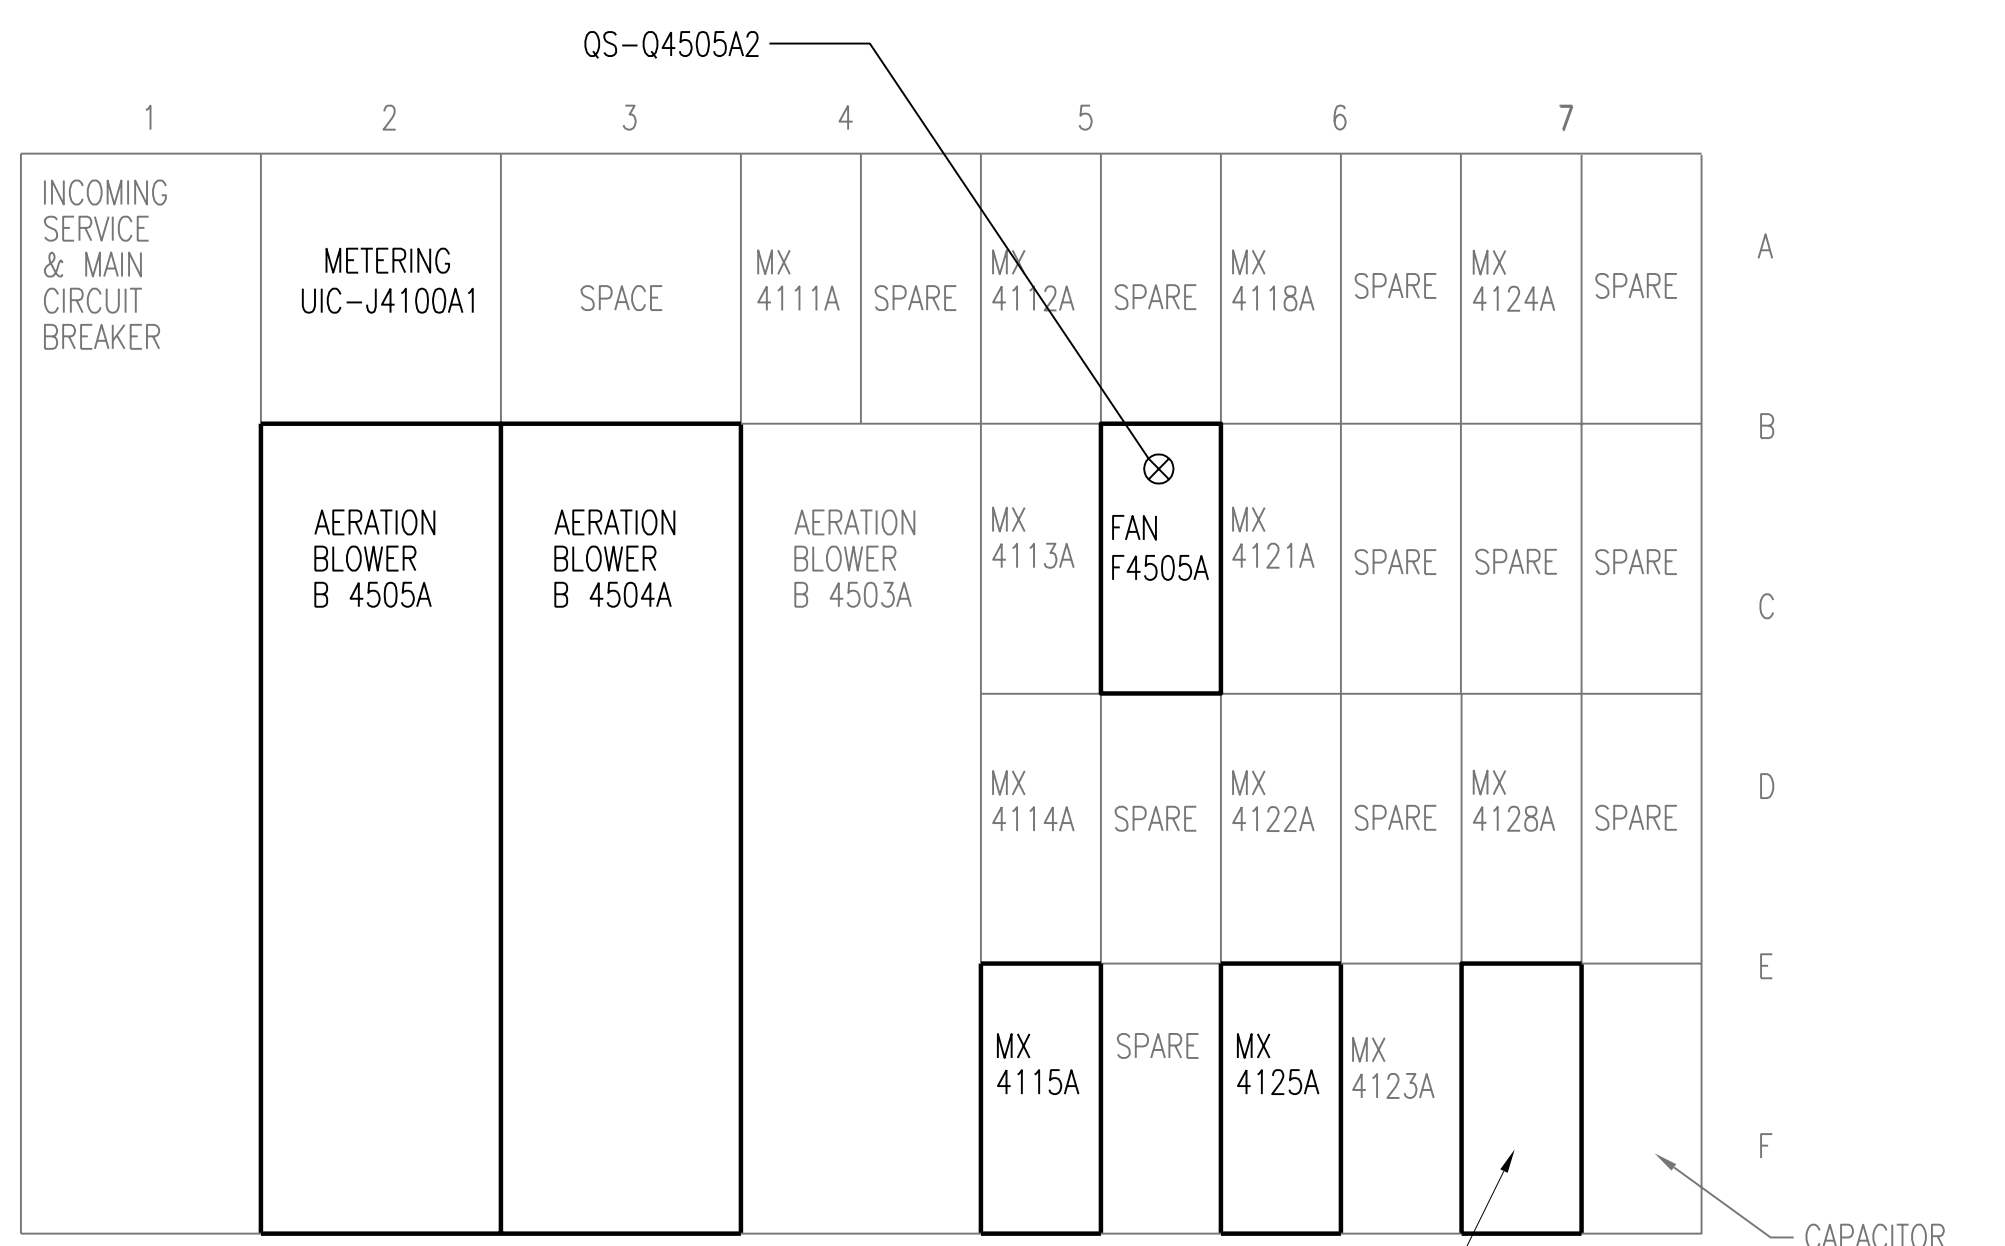 QS-Q4505A2
1 2 3 4 5 6 7
INCOMING
SERVICE
& MAIN
CIRCUIT
BREAKER
METERING
UIC-J4100A1
SPACE
MX
4111A
SPARE
MX
4112A
SPARE
MX
4118A
SPARE
MX
4124A
SPARE
A
B
AERATION
BLOWER
B 4505A
AERATION
BLOWER
B 4504A
AERATION
BLOWER
B 4503A
MX
4113A
FAN
F4505A
MX
4121A
SPARE
SPARE
SPARE
C
MX
4114A
SPARE
MX
4122A
SPARE
MX
4128A
SPARE
D
E
MX
4115A
SPARE
MX
4125A
MX
4123A
F
CAPACITOR